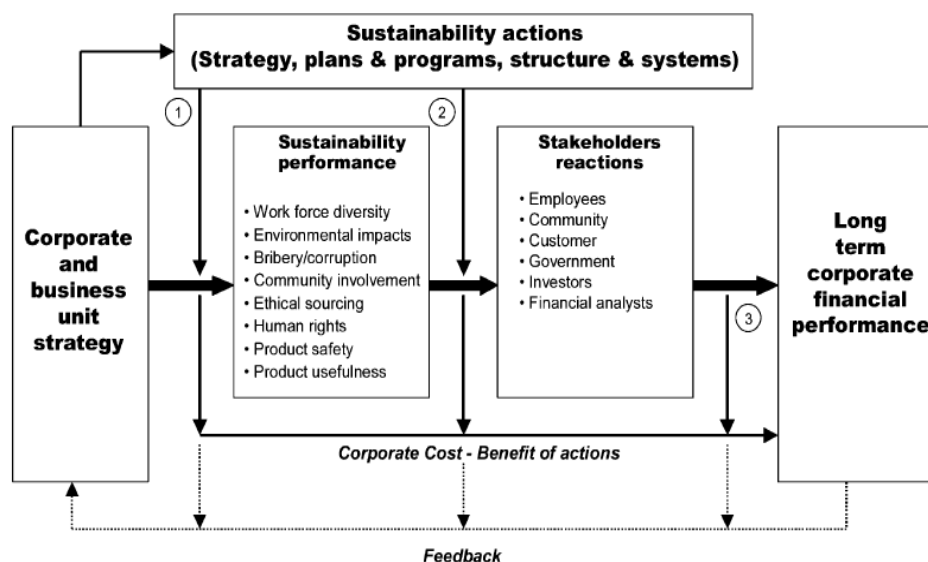 Sustainability actions
(Strategy, plans & programs, structure & systems)
1
2
Corporate
and
business
unit
strategy
Sustainability
performance
• Work force diversity
• Environmental impacts
• Bribery/corruption
• Community involvement
• Ethical sourcing
• Human rights
• Product safety
• Product usefulness
Stakeholders
reactions
• Employees
• Community
• Customer
• Government
• Investors
• Financial analysts
3
Long
term
corporate
financial
performance
Corporate Cost - Benefit of actions
Feedback